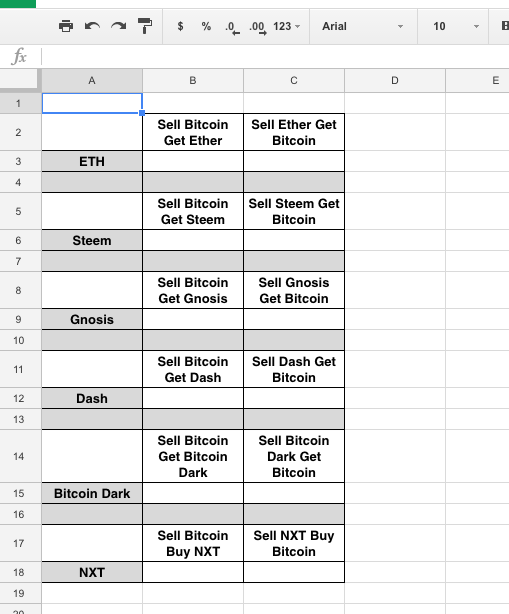 $ % .0 .00 123 Arial 10 B
fx
A B C D E
1
2 Sell Bitcoin Get Ether Sell Ether Get Bitcoin
3 ETH
4
5 Sell Bitcoin Get Steem Sell Steem Get Bitcoin
6 Steem
7
8 Sell Bitcoin Get Gnosis Sell Gnosis Get Bitcoin
9 Gnosis
10
11 Sell Bitcoin Get Dash Sell Dash Get Bitcoin
12 Dash
13
14 Sell Bitcoin Get Bitcoin Dark Sell Bitcoin Dark Get Bitcoin
15 Bitcoin Dark
16
17 Sell Bitcoin Buy NXT Sell NXT Buy Bitcoin
18 NXT
19